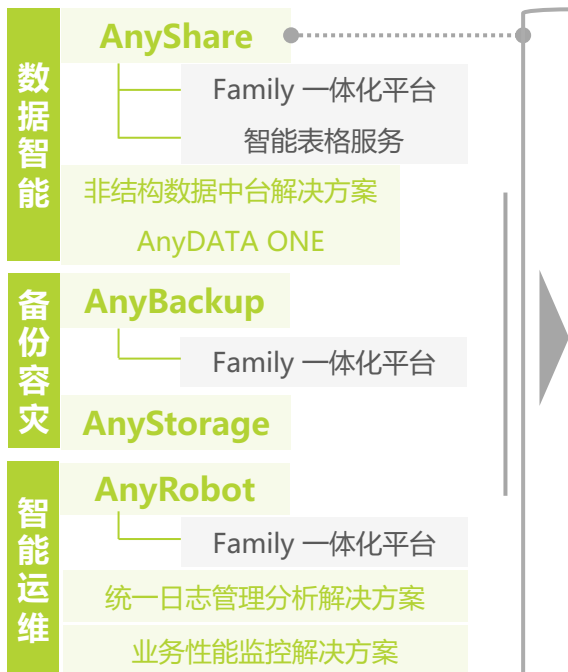 数据智能
AnyShare
Family 一体化平台
智能表格服务
非结构数据中台解决方案
AnyDATA ONE
备份容灾
AnyBackup
Family 一体化平台
AnyStorage
智能运维
AnyRobot
Family 一体化平台
统一日志管理分析解决方案
业务性能监控解决方案